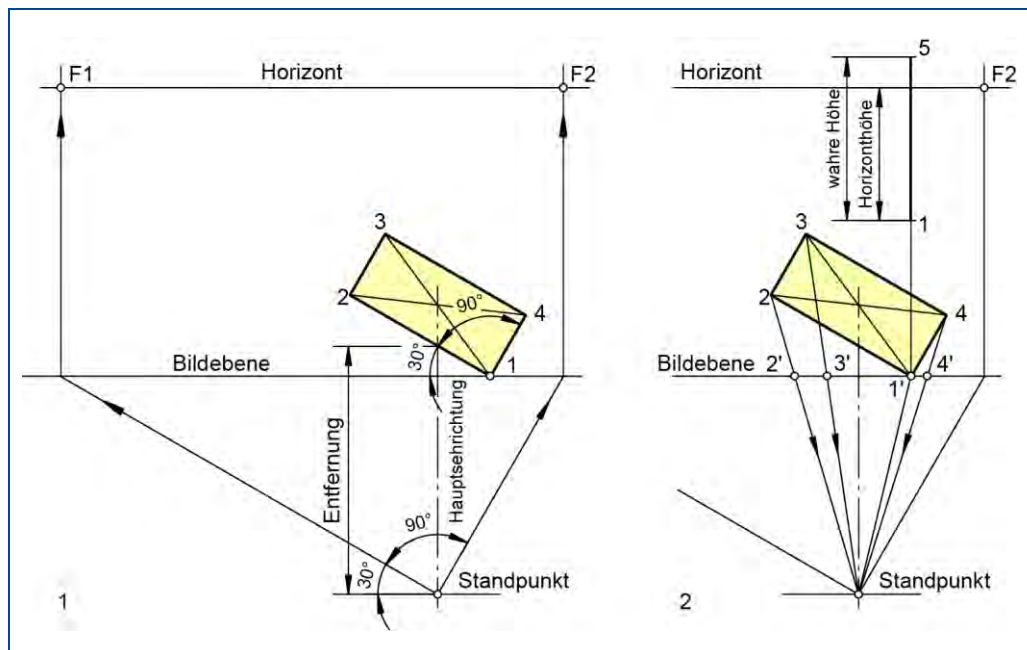 F1
Horizont
F2
3
2
90°
4
30°
1
Bildebene
Entfernung
Hauptsehrichtung
90°
30°
Standpunkt
1
Horizont
5
F2
wahre Höhe
Horizonthöhe
1
3
2
4
Bildebene
2'
3'
1'
4'
Standpunkt
2